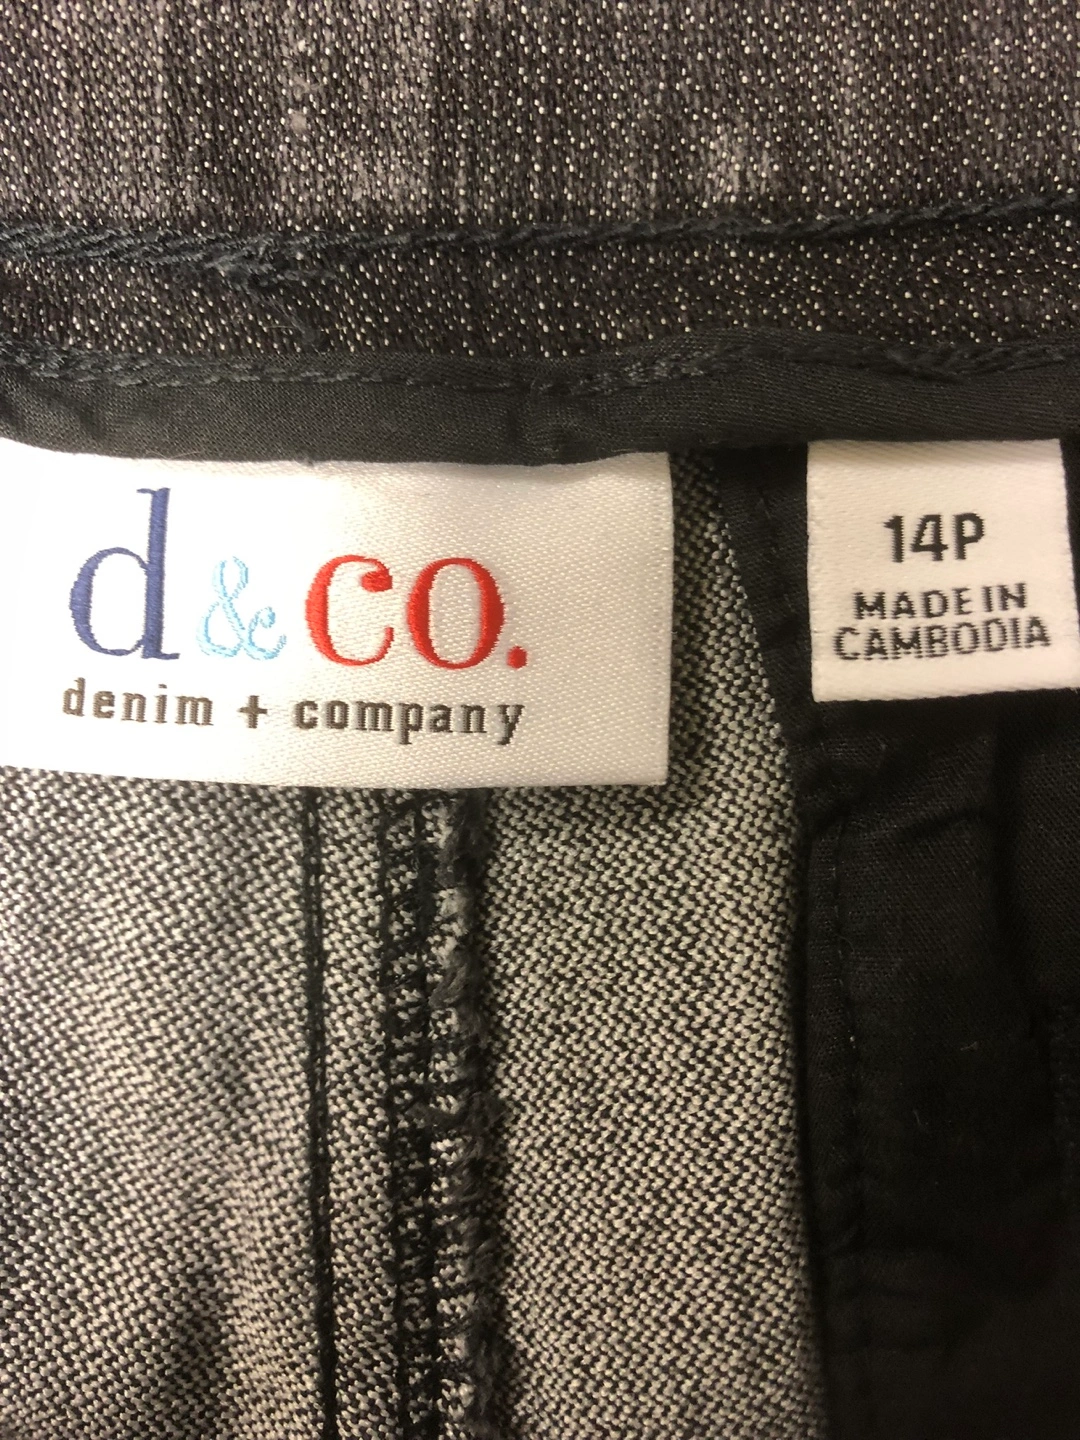 d&co.
denim + company
14P
MADE IN
CAMBODIA